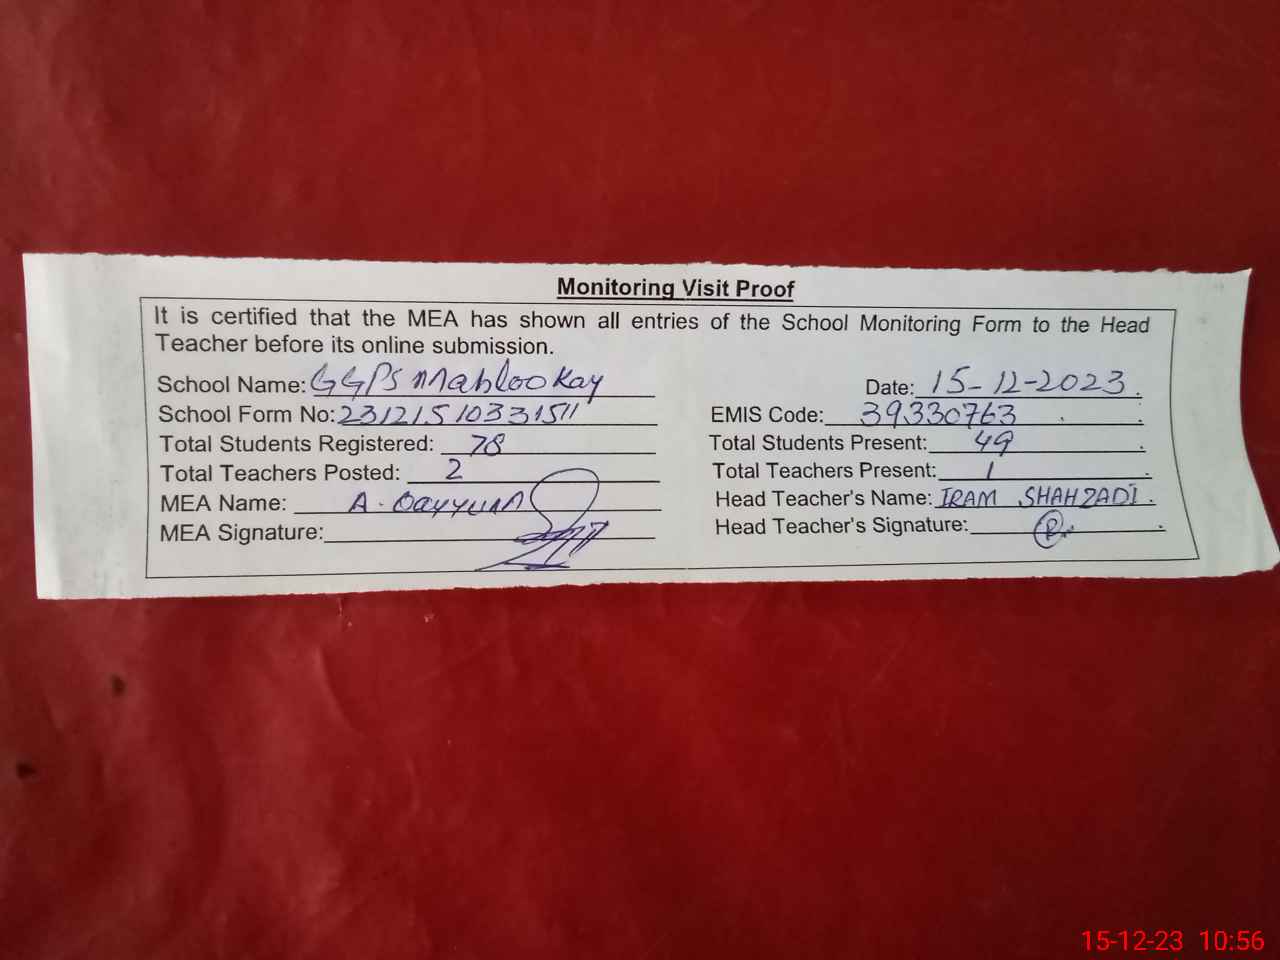 Monitoring Visit Proof
It is certified that the MEA has shown all entries of the School Monitoring Form to the Head
Teacher before its online submission.
School Name: GGPS Mahloo Kay Date: 15-12-2023
School Form No: 23121510331511 EMIS Code: 39330763
Total Students Registered: 78 Total Students Present: 49
Total Teachers Posted: 2 Total Teachers Present: 1
MEA Name: A. Qayyum Head Teacher's Name: IRAM SHAHZADI
MEA Signature: Head Teacher's Signature:
15-12-23 10:56